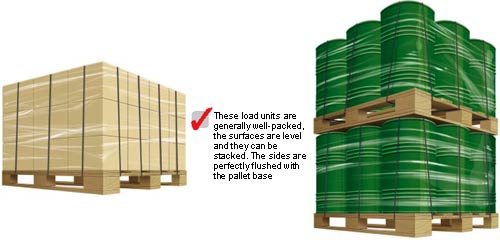 These load units are
generally well-packed,
the surfaces are level
and they can be
stacked. The sides are
perfectly flushed with
the pallet base